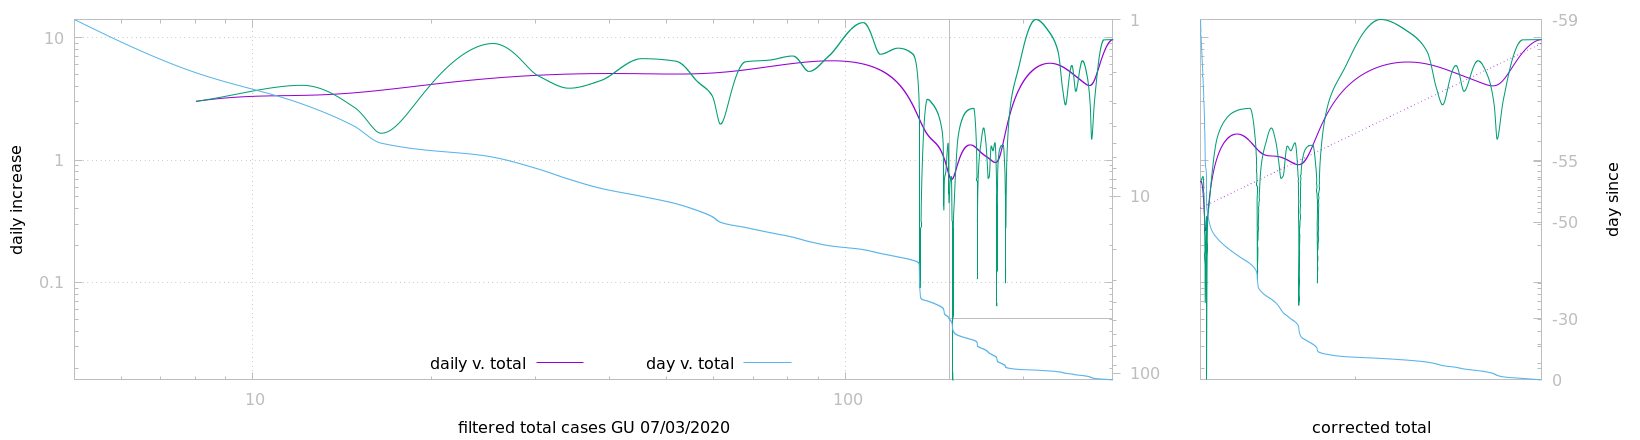 10
1
0.1
daily increase
1
10
100
daily v. total
day v. total
10
100
filtered total cases GU 07/03/2020
-59
-55
-50
-30
0
day since
corrected total